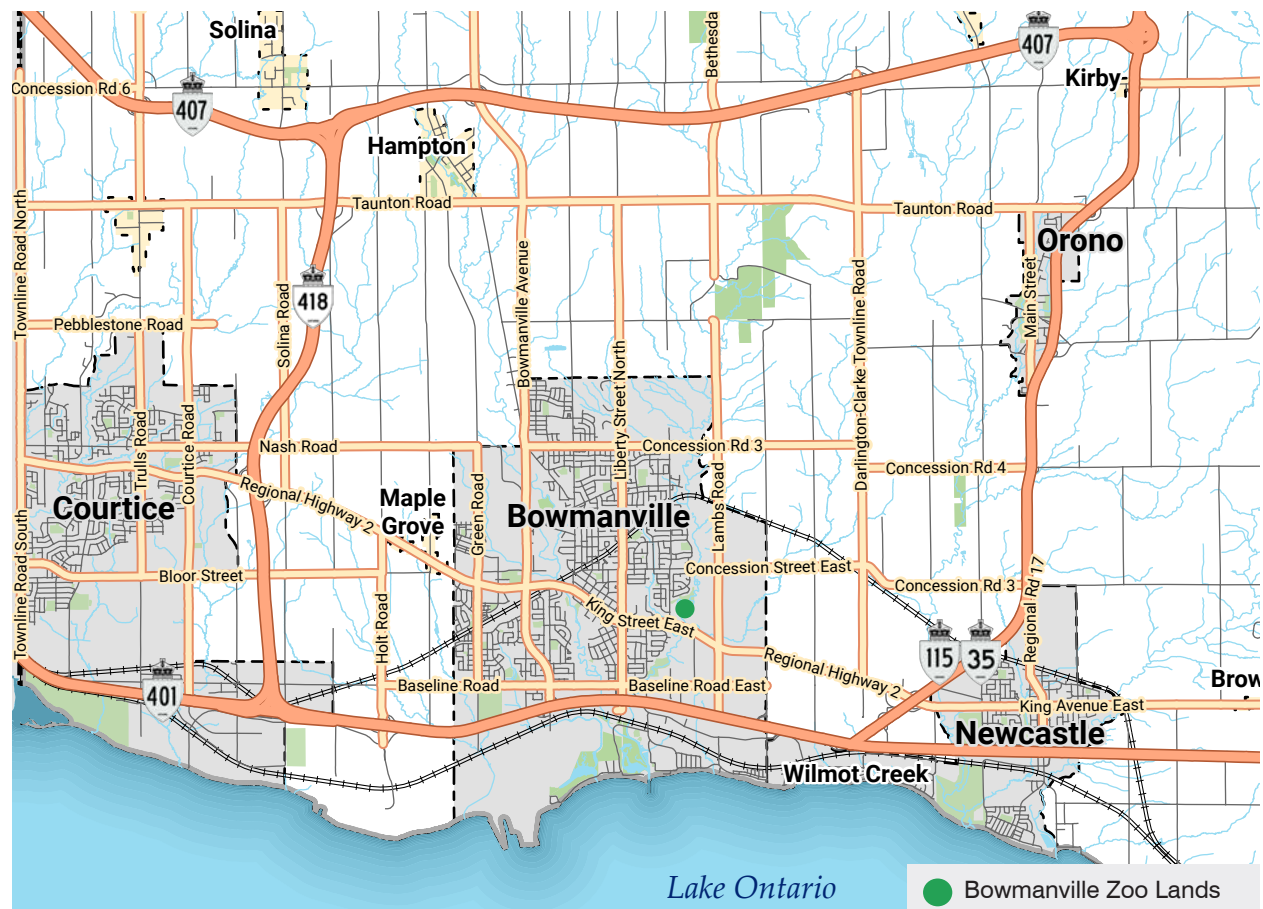 Solina
Bethesda
407
Kirby
Concession Rd 6
407
Hampton
Taunton Road
Taunton Road
Orono
Townline Road North
Bowmanville Avenue
Darlington-Clarke Townline Road
Main Street
418
Solina Road
Pebblestone Road
Liberty Street North
Nash Road
Concession Rd 3
Concession Rd 4
Trulls Road
Courtice Road
Regional Highway 2
Maple
Grove
Green Road
Lambs Road
Courtice
Bowmanville
Townline Road South
Bloor Street
Concession Street East
Concession Rd 3
Regional Rd 17
Holt Road
King Street East
115
35
Regional Highway 2
401
Baseline Road
Baseline Road East
Brow
King Avenue East
Newcastle
Wilmot Creek
Lake Ontario
Bowmanville Zoo Lands